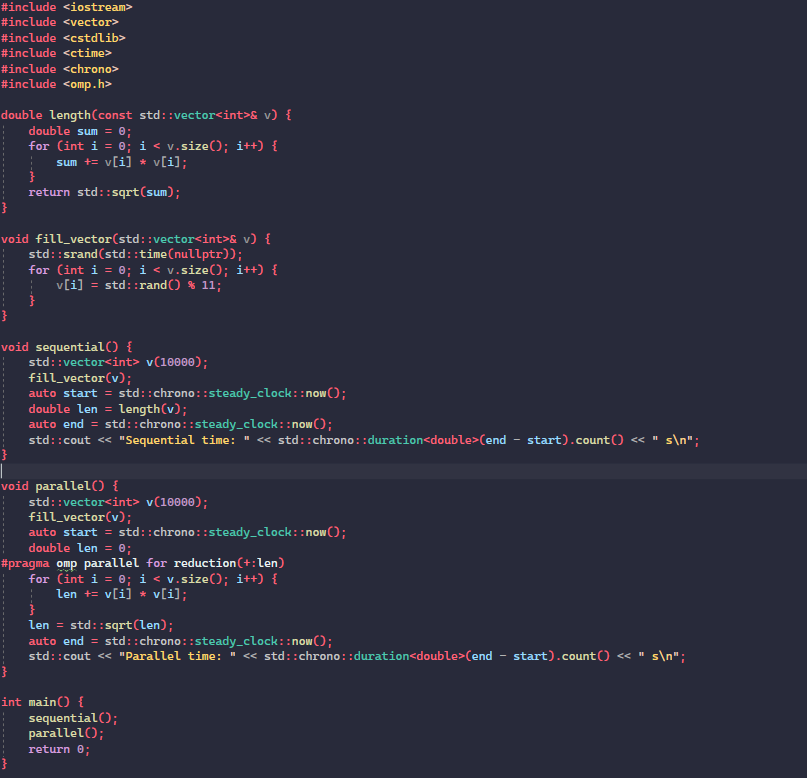 #include <iostream>
#include <vector>
#include <cstdlib>
#include <ctime>
#include <chrono>
#include <omp.h>
double length(const std::vector<int>& v) {
    double sum = 0;
    for (int i = 0; i < v.size(); i++) {
        sum += v[i] * v[i];
    }
    return std::sqrt(sum);
}
void fill_vector(std::vector<int>& v) {
    std::srand(std::time(nullptr));
    for (int i = 0; i < v.size(); i++) {
        v[i] = std::rand() % 11;
    }
}
void sequential() {
    std::vector<int> v(10000);
    fill_vector(v);
    auto start = std::chrono::steady_clock::now();
    double len = length(v);
    auto end = std::chrono::steady_clock::now();
    std::cout << "Sequential time: " << std::chrono::duration<double>(end - start).count() << " s\n";
}
void parallel() {
    std::vector<int> v(10000);
    fill_vector(v);
    auto start = std::chrono::steady_clock::now();
    double len = 0;
#pragma omp parallel for reduction(+:len)
    for (int i = 0; i < v.size(); i++) {
        len += v[i] * v[i];
    }
    len = std::sqrt(len);
    auto end = std::chrono::steady_clock::now();
    std::cout << "Parallel time: " << std::chrono::duration<double>(end - start).count() << " s\n";
}
int main() {
    sequential();
    parallel();
    return 0;
}